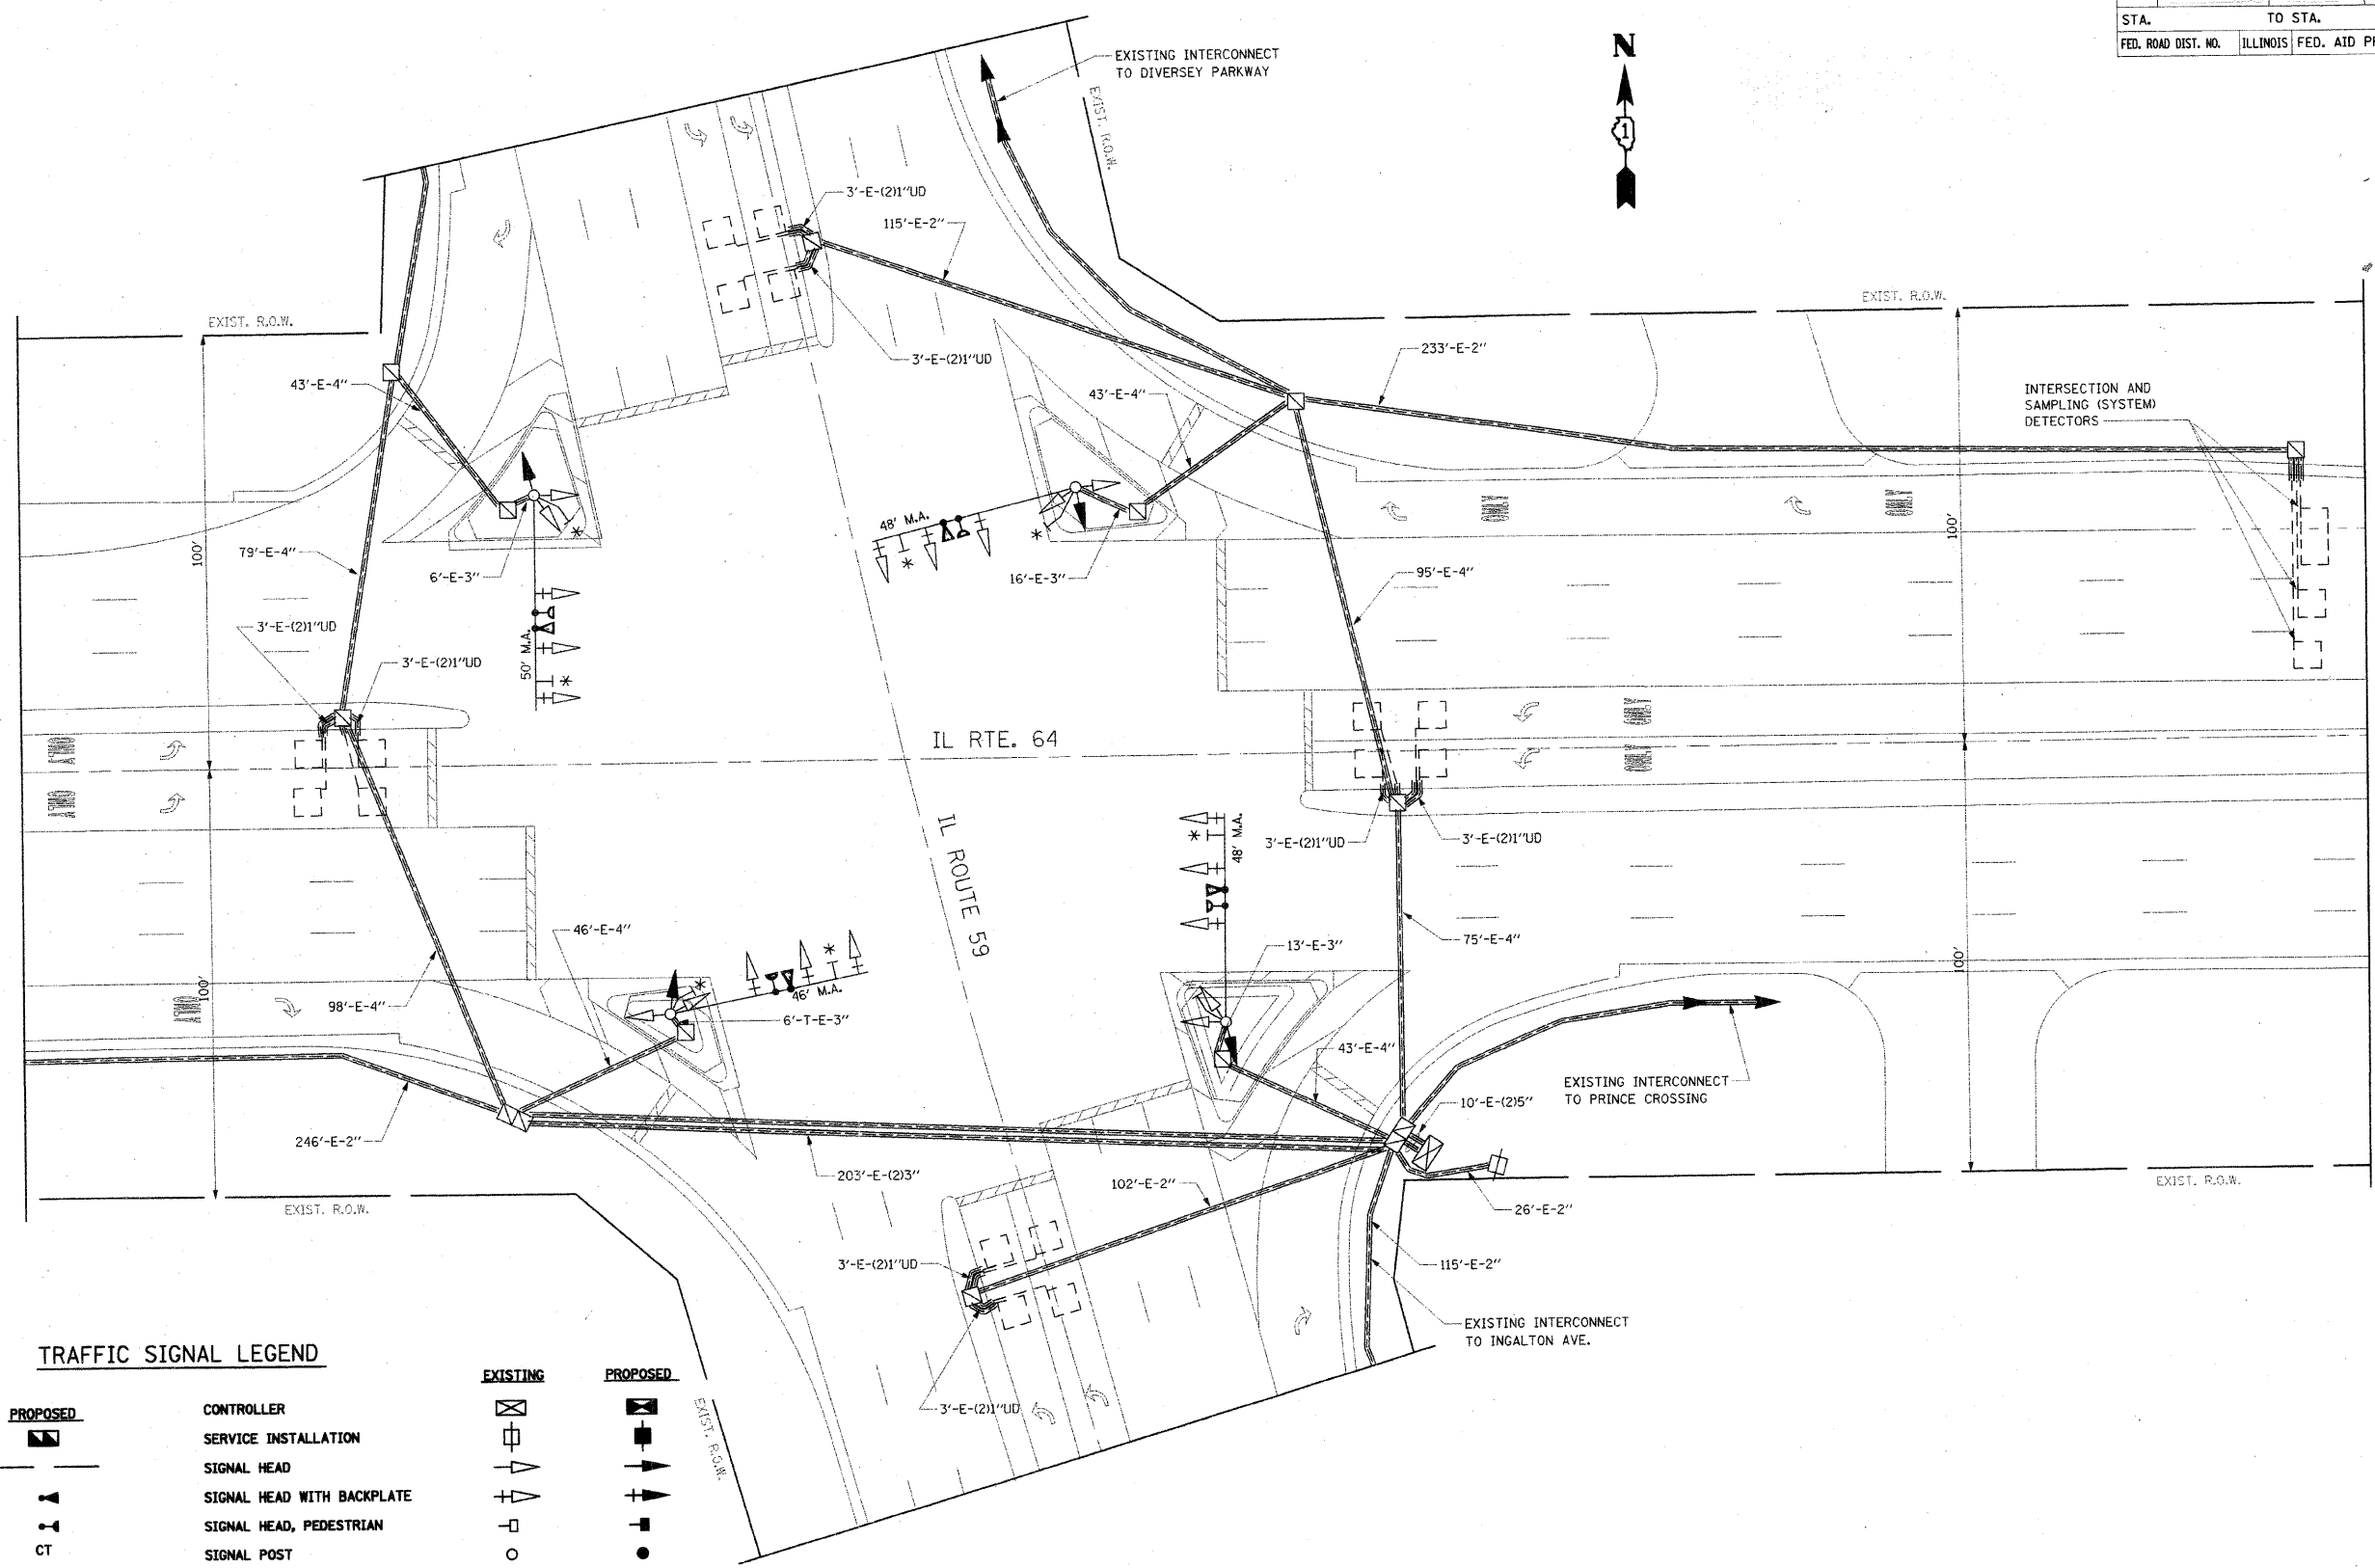 STA. TO STA.
FED. ROAD DIST. NO. ILLINOIS FED. AID
N
1
EXISTING INTERCONNECT
TO DIVERSEY PARKWAY
EXIST. R.O.W.
3'-E-(2)1"UD
115'-E-2"
3'-E-(2)1"UD
EXIST. R.O.W.
EXIST. R.O.W.
233'-E-2"
43'-E-4"
43'-E-4"
INTERSECTION AND
SAMPLING (SYSTEM)
DETECTORS
ONLY
ONLY
48' M.A.
*
*
*
100'
100'
79'-E-4"
6'-E-3"
16'-E-3"
95'-E-4"
3'-E-(2)1"UD
3'-E-(2)1"UD
50' M.A.
*
ONLY
ONLY
ONLY
ONLY
IL RTE. 64
IL ROUTE 59
3'-E-(2)1"UD
3'-E-(2)1"UD
48' M.A.
*
46'-E-4"
13'-E-3"
75'-E-4"
100'
100'
ONLY
98'-E-4"
*
*
46' M.A.
6'-T-E-3"
43'-E-4"
EXISTING INTERCONNECT
TO PRINCE CROSSING
10'-E-(2)5"
246'-E-2"
203'-E-(2)3"
102'-E-2"
26'-E-2"
EXIST. R.O.W.
EXIST. R.O.W.
3'-E-(2)1"UD
115'-E-2"
EXISTING INTERCONNECT
TO INGALTON AVE.
3'-E-(2)1"UD
EXIST. R.O.W.
TRAFFIC SIGNAL LEGEND
EXISTING PROPOSED
PROPOSED
CONTROLLER
SERVICE INSTALLATION
SIGNAL HEAD
SIGNAL HEAD WITH BACKPLATE
SIGNAL HEAD, PEDESTRIAN
CT SIGNAL POST